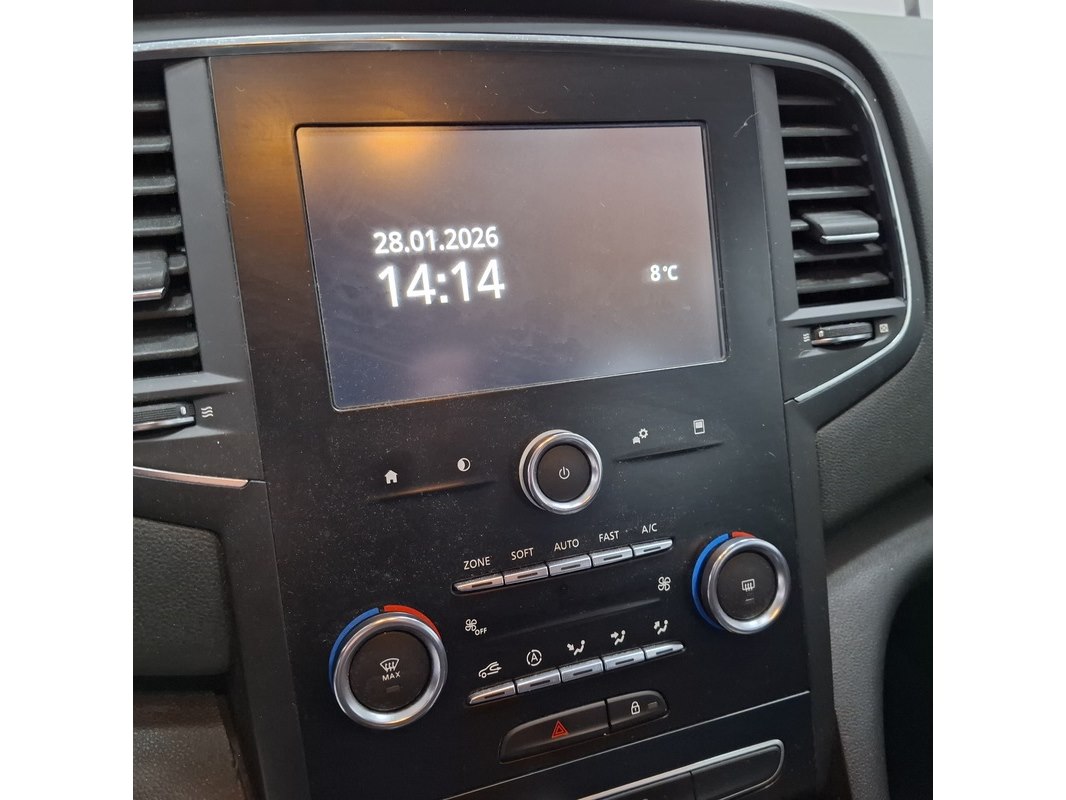 28.01.2026
14:14
8°C
ZONE SOFT AUTO FAST A/C
OFF
A
MAX